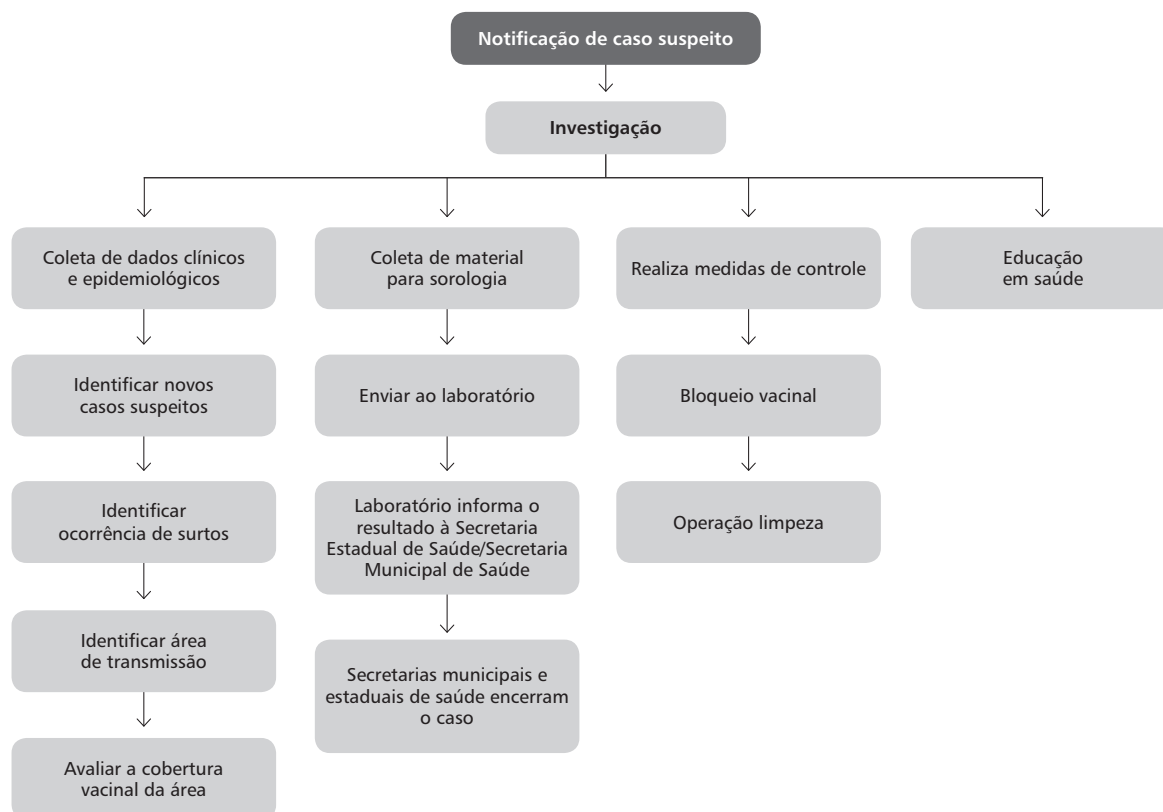 Notificação de caso suspeito
Investigação
Coleta de dados clínicos
e epidemiológicos
Coleta de material
para sorologia
Realiza medidas de controle
Educação
em saúde
Identificar novos
casos suspeitos
Enviar ao laboratório
Bloqueio vacinal
Identificar
ocorrência de surtos
Laboratório informa o
resultado à Secretaria
Estadual de Saúde/Secretaria
Municipal de Saúde
Operação limpeza
Identificar área
de transmissão
Secretarias municipais e
estaduais de saúde encerram
o caso
Avaliar a cobertura
vacinal da área